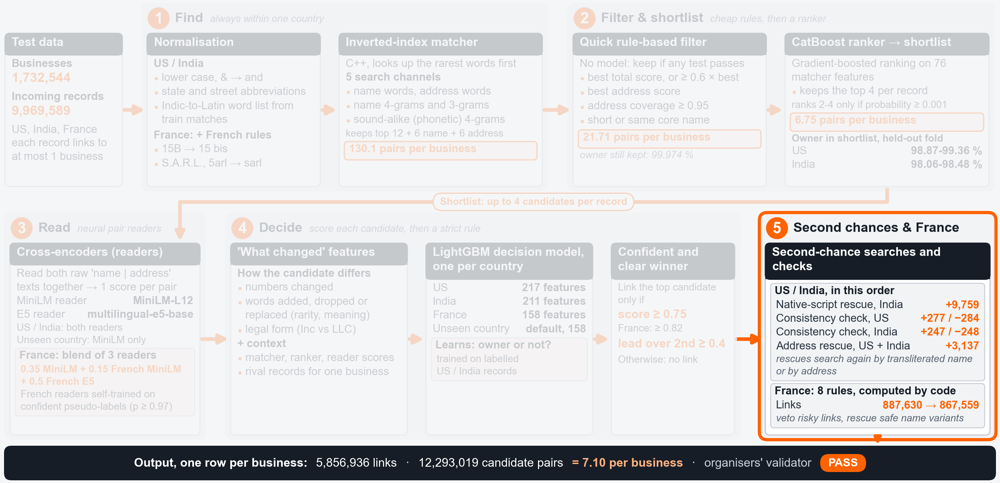 1 Find always within one country
2 Filter & shortlist cheap rules, then a ranker
Test data
Businesses
1,732,544
Incoming records
9,969,589
US, India, France
each record links to
at most 1 business
Normalisation
US / India
• lower case, & → and
• state and street abbreviations
• Indic-to-Latin word list from
train matches
France: + French rules
• 15B → 15 bis
• S.A.R.L., 5arl → sarl
Inverted-index matcher
C++, looks up the rarest words first
5 search channels
• name words, address words
• name 4-grams and 3-grams
• sound-alike (phonetic) 4-grams
keeps top 12 + 6 name + 6 address
130.1 pairs per business
Quick rule-based filter
No model: keep if any test passes
• best total score, or ≥ 0.6 × best
• best address score
• address coverage ≥ 0.95
• short or same core name
21.71 pairs per business
owner still kept: 99.974 %
CatBoost ranker → shortlist
Gradient-boosted ranking on 76
matcher features
• keeps the top 4 per record
ranks 2-4 only if probability ≥ 0.001
6.75 pairs per business
Owner in shortlist, held-out fold
US 98.87-99.36 %
India 98.06-98.48 %
Shortlist: up to 4 candidates per record
3 Read neural pair readers
Cross-encoders (readers)
Read both raw 'name | address'
texts together → 1 score per pair
MiniLM reader MiniLM-L12
E5 reader multilingual-e5-base
US / India: both readers
Unseen country: MiniLM only
France: blend of 3 readers
0.35 MiniLM + 0.15 French MiniLM
+ 0.5 French E5
French readers self-trained on
confident pseudo-labels (p ≥ 0.97)
4 Decide score each candidate, then a strict rule
'What changed' features
How the candidate differs
• numbers changed
• words added, dropped or
replaced (rarity, meaning)
• legal form (Inc vs LLC)
+ context
• matcher, ranker, reader scores
• rival records for one business
LightGBM decision model,
one per country
US 217 features
India 211 features
France 158 features
Unseen country default, 158
Learns: owner or not?
trained on labelled
US / India records
Confident and
clear winner
Link the top candidate
only if
score ≥ 0.75
France: ≥ 0.82
lead over 2nd ≥ 0.4
Otherwise: no link
5 Second chances & France
Second-chance searches and
checks
US / India, in this order
Native-script rescue, India +9,759
Consistency check, US +277 / −284
Consistency check, India +247 / −248
Address rescue, US + India +3,137
rescues search again by transliterated name
or by address
France: 8 rules, computed by code
Links 887,630 → 867,559
veto risky links, rescue safe name variants
Output, one row per business: 5,856,936 links · 12,293,019 candidate pairs = 7.10 per business · organisers' validator PASS